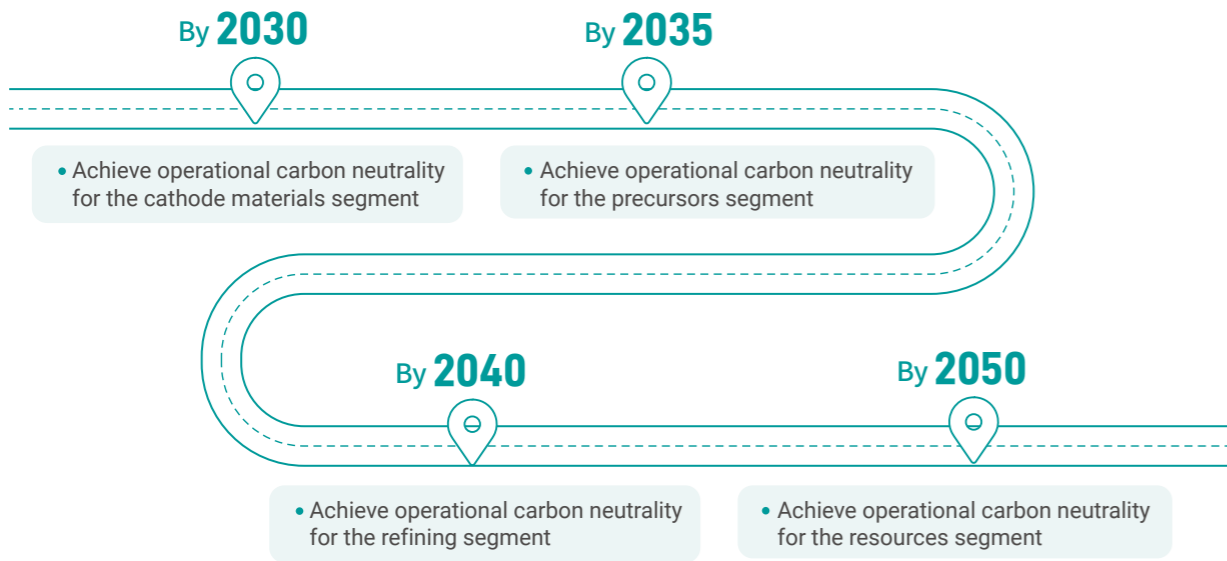 By 2030
By 2035
• Achieve operational carbon neutrality
for the cathode materials segment
• Achieve operational carbon neutrality
for the precursors segment
By 2040
By 2050
• Achieve operational carbon neutrality
for the refining segment
• Achieve operational carbon neutrality
for the resources segment